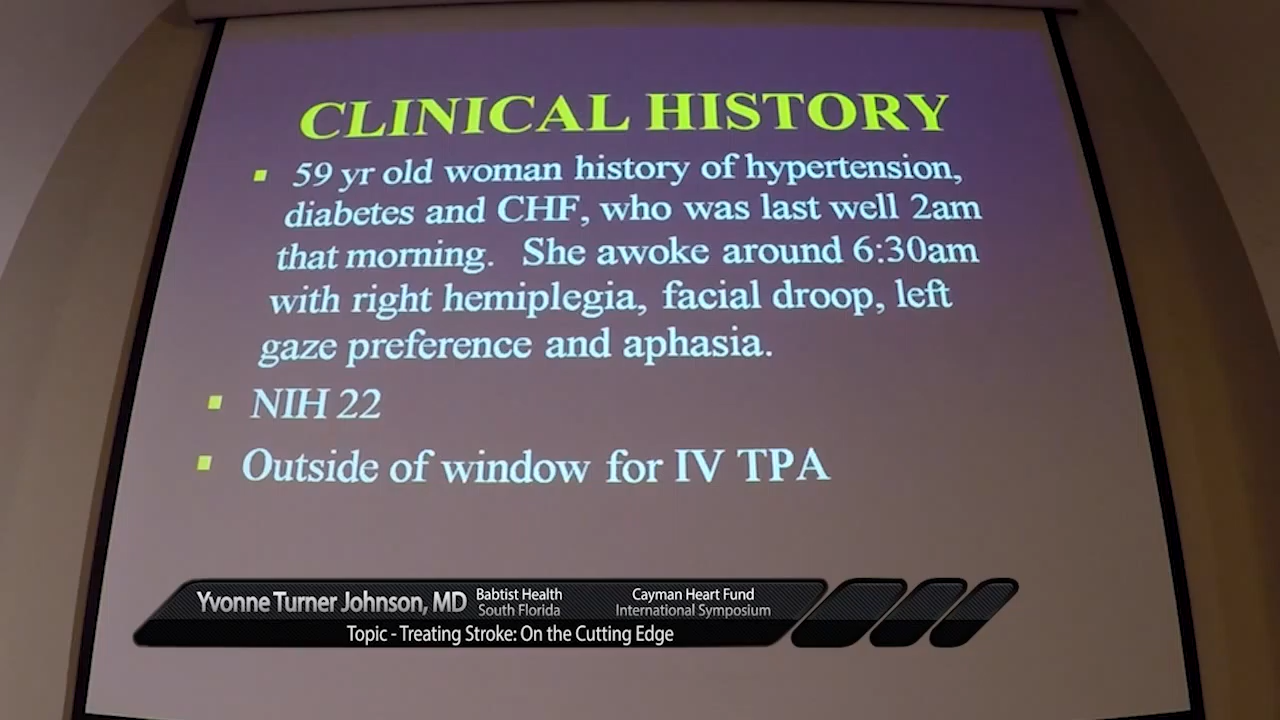 CLINICAL HISTORY
▪ 59 yr old woman history of hypertension,
diabetes and CHF, who was last well 2am
that morning. She awoke around 6:30am
with right hemiplegia, facial droop, left
gaze preference and aphasia.
▪ NIH 22
▪ Outside of window for IV TPA
Yvonne Turner Johnson, MD
Babtist Health
South Florida
Cayman Heart Fund
International Symposium
Topic - Treating Stroke: On the Cutting Edge